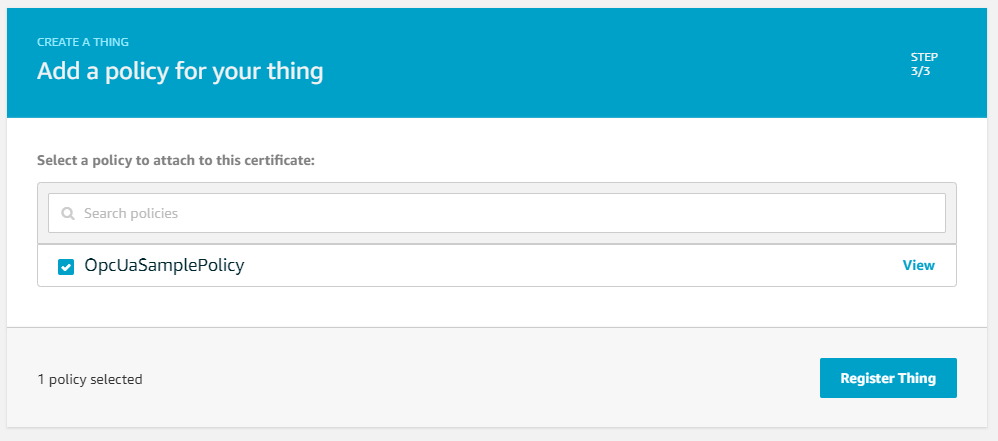 CREATE A THING
Add a policy for your thing
STEP
3/3
Select a policy to attach to this certificate:
Search policies
OpcUaSamplePolicy
View
1 policy selected
Register Thing